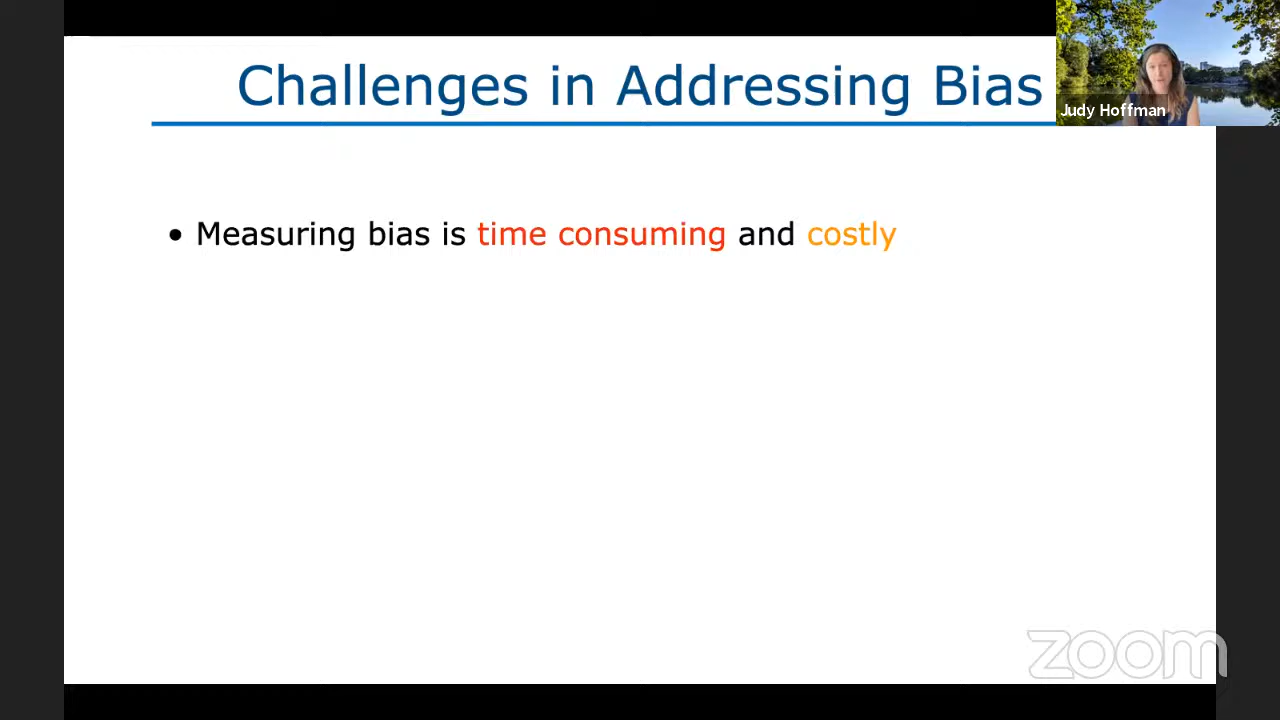 Challenges in Addressing Bias
Judy Hoffman
• Measuring bias is time consuming and costly
zoom